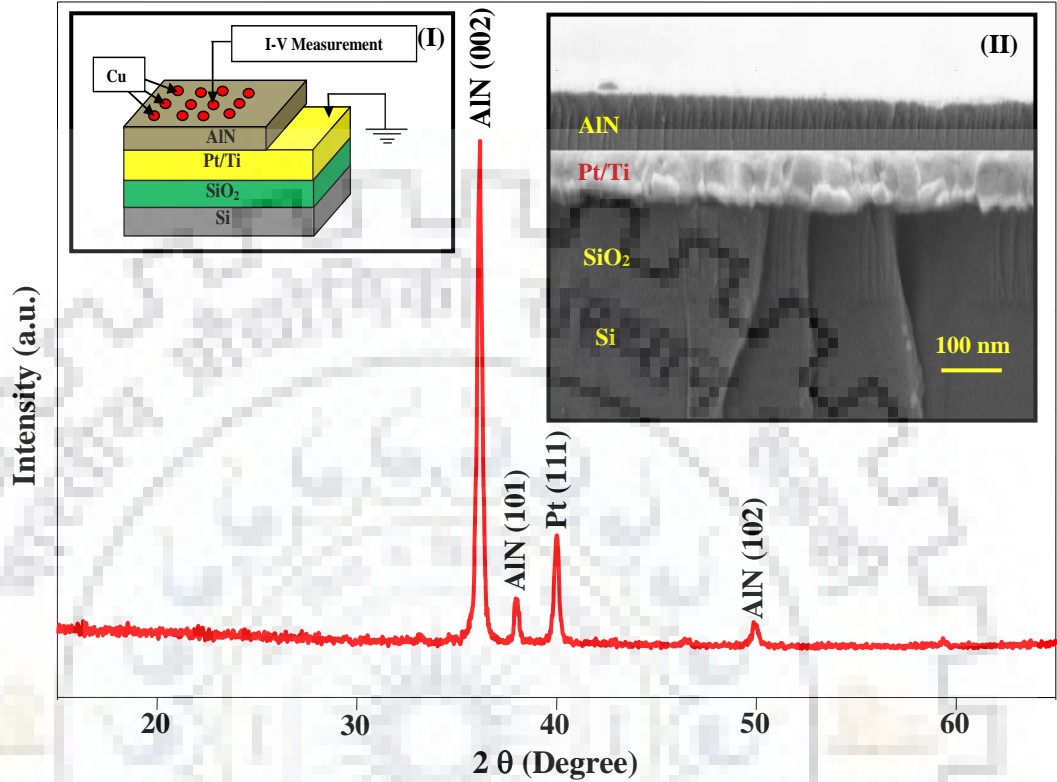 (I)
I-V Measurement
Cu
AlN
Pt/Ti
SiO₂
Si
(II)
AlN
Pt/Ti
SiO₂
Si
100 nm
AlN (002)
AlN (101)
Pt (111)
AlN (102)
Intensity (a.u.)
20 30 40 50 60
2 θ (Degree)